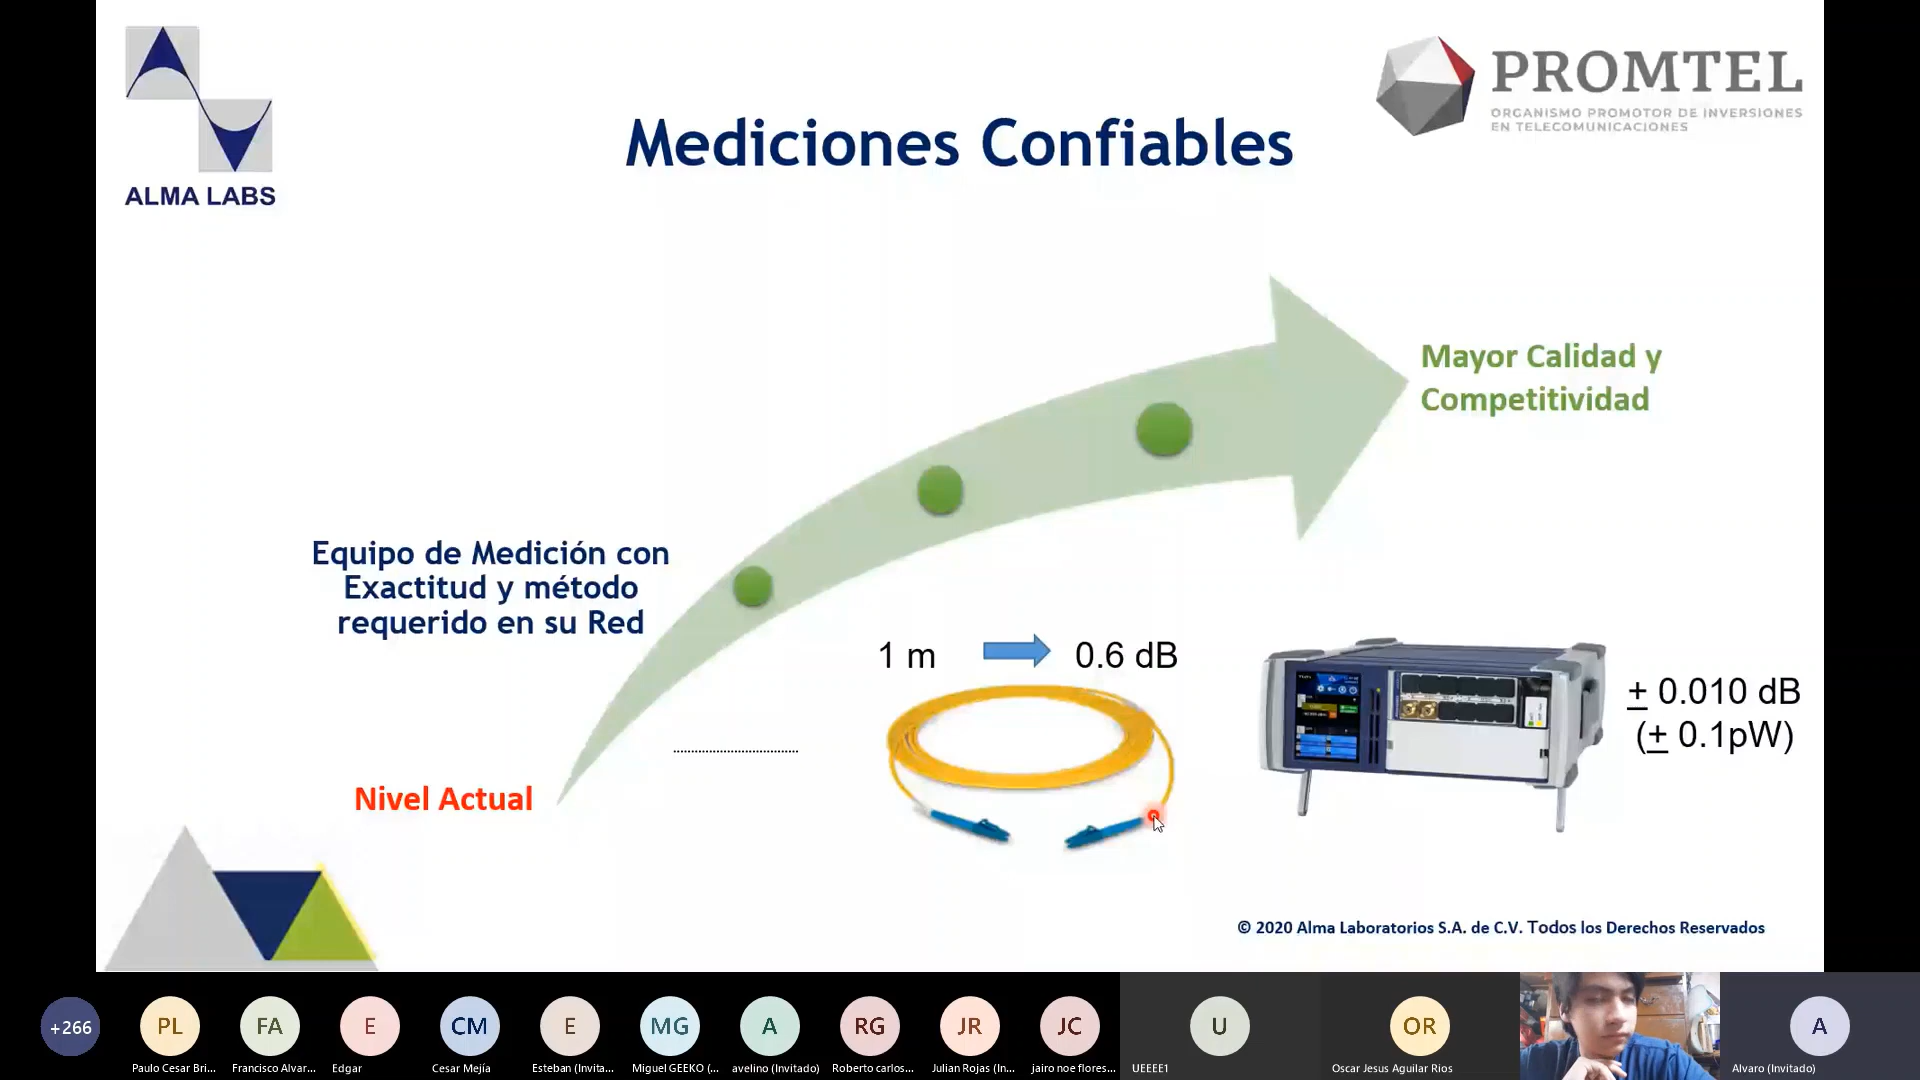 ALMA LABS
PROMTEL
ORGANISMO PROMOTOR DE INVERSIONES
EN TELECOMUNICACIONES
Mediciones Confiables
Mayor Calidad y
Competitividad
Equipo de Medición con
Exactitud y método
requerido en su Red
1 m
0.6 dB
± 0.010 dB
(± 0.1pW)
Nivel Actual
© 2020 Alma Laboratorios S.A. de C.V. Todos los Derechos Reservados
+266
PL
FA
E
CM
E
MG
A
RG
JR
JC
U
OR
A
Paulo Cesar Bri...
Francisco Alvar...
Edgar
Cesar Mejía
Esteban (Invita...
Miguel GEEKO (...
avelino (Invitado)
Roberto carlos...
Julian Rojas (In...
jairo noe flores...
UEEEE1
Oscar Jesus Aguilar Rios
Alvaro (Invitado)